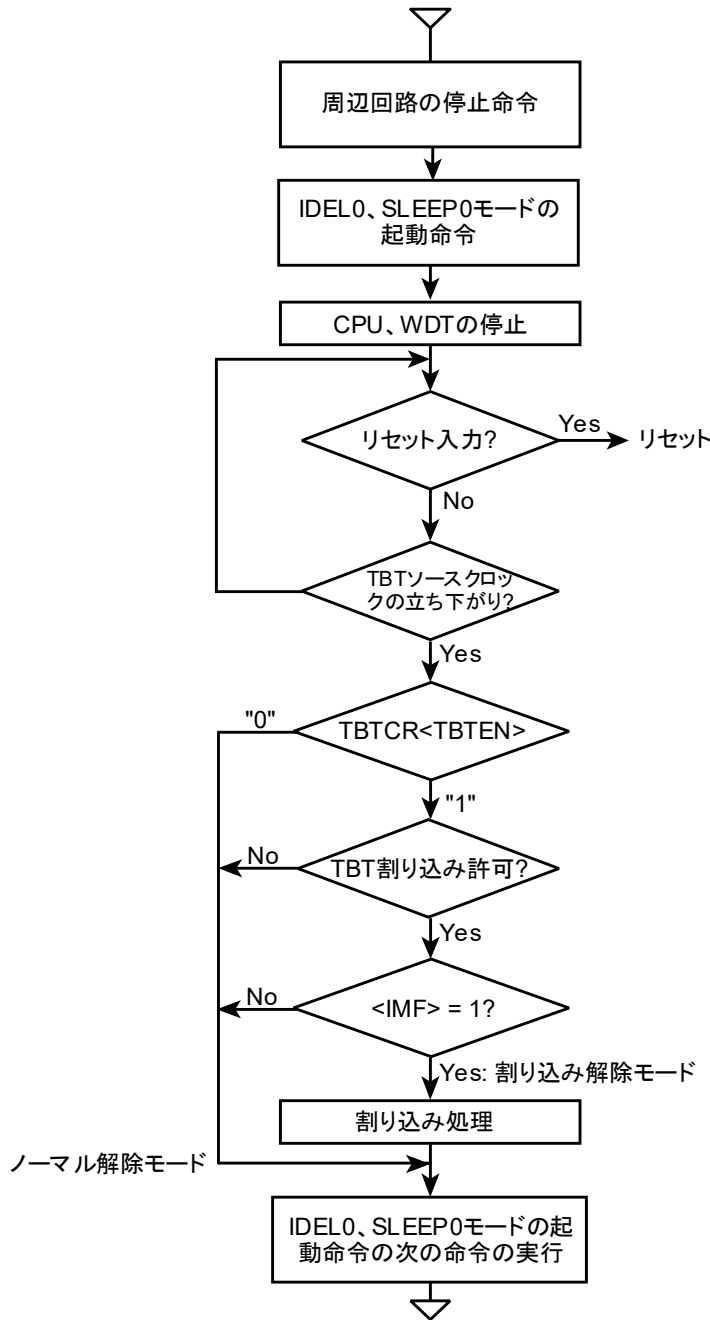 周辺回路の停止命令
IDEL0、SLEEP0モードの
起動命令
CPU、WDTの停止
リセット入力?
Yes
リセット
No
TBTソースクロッ
クの立ち下がり?
Yes
"0"
TBTCR<TBTEN>
"1"
No
TBT割り込み許可?
Yes
No
<IMF> = 1?
Yes: 割り込み解除モード
割り込み処理
ノーマル解除モード
IDEL0、SLEEP0モードの起
動命令の次の命令の実行